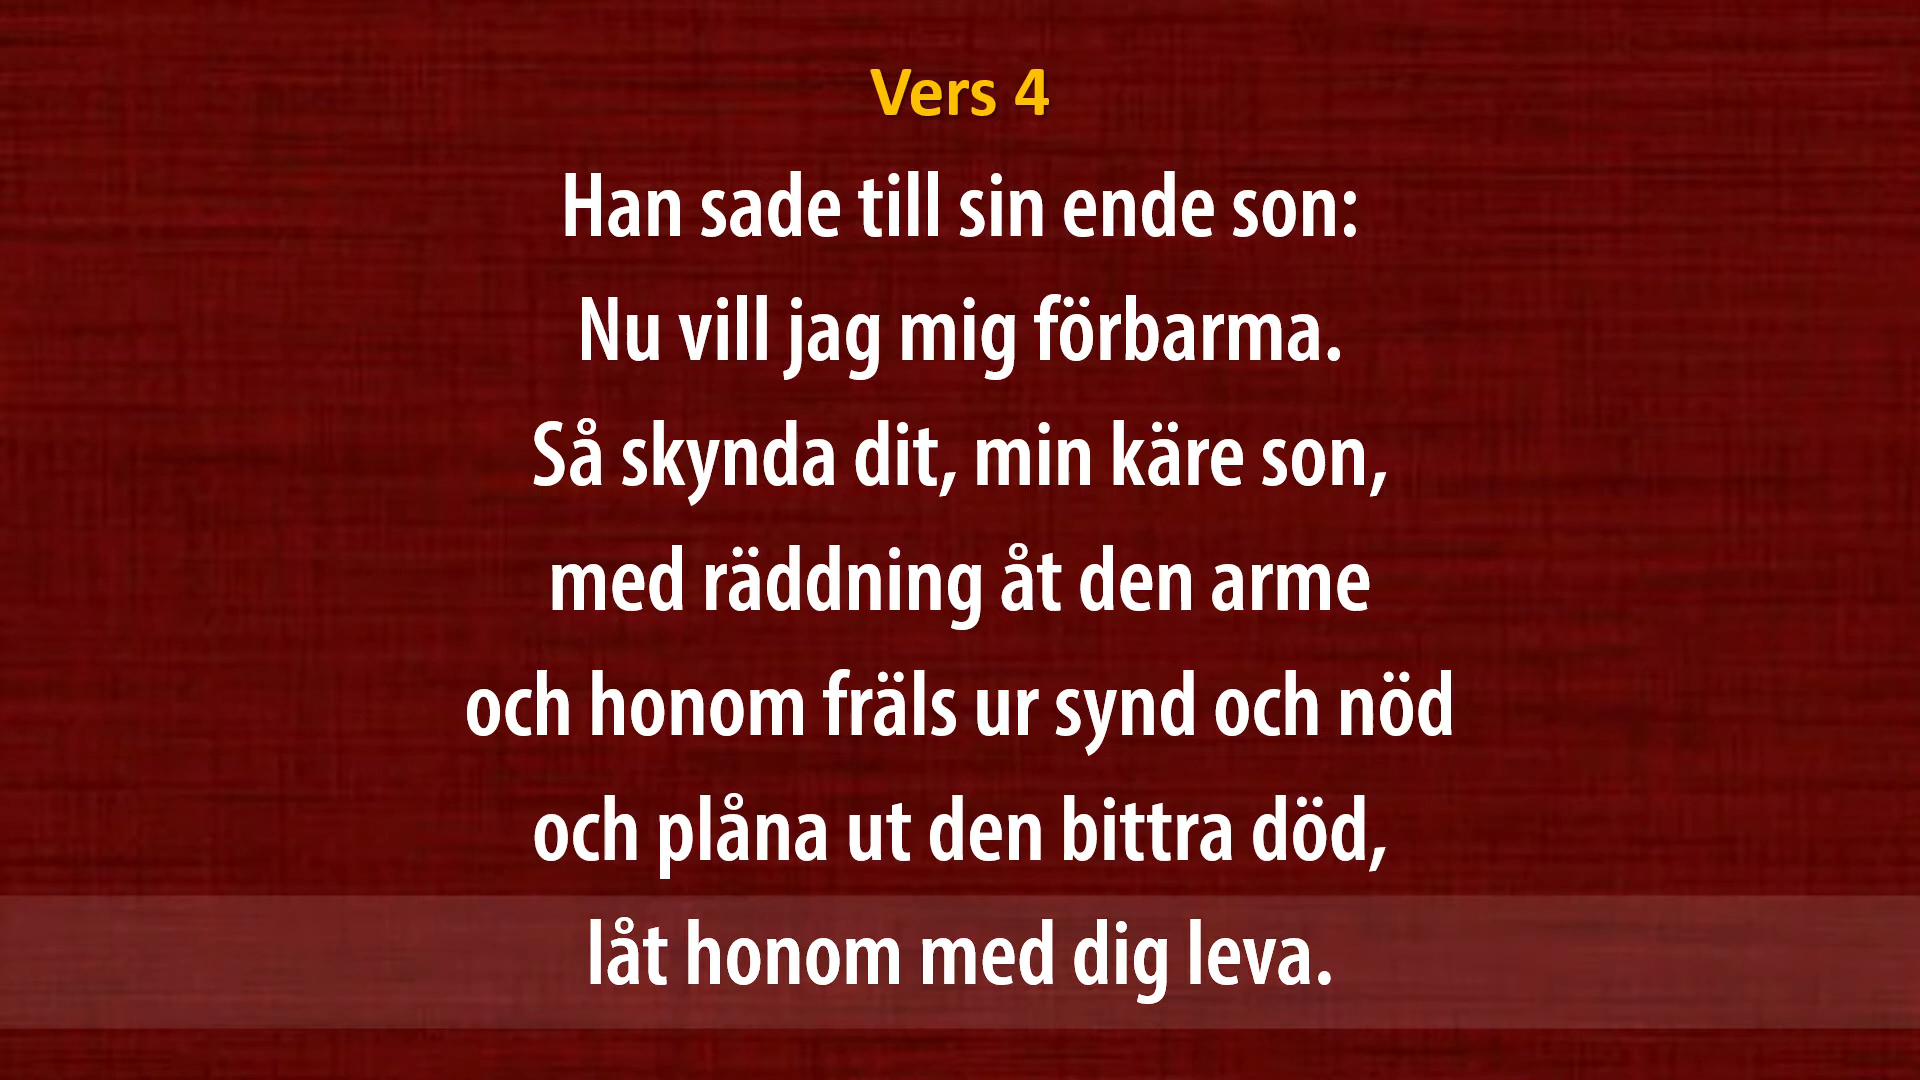 Vers 4
Han sade till sin ende son:
Nu vill jag mig förbarma.
Så skynda dit, min käre son,
med räddning åt den arme
och honom fräls ur synd och nöd
och plåna ut den bittra död,
låt honom med dig leva.